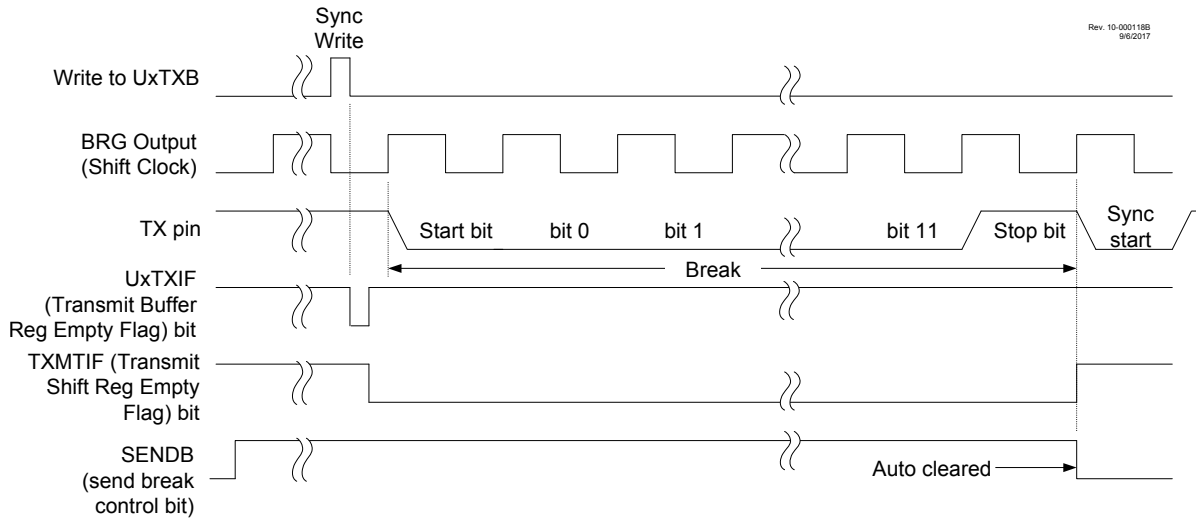 Sync
Write
Rev. 10-000118B
9/6/2017
Write to UxTXB
BRG Output
(Shift Clock)
TX pin
Start bit
bit 0
bit 1
bit 11
Stop bit
Sync
start
Break
UxTXIF
(Transmit Buffer
Reg Empty Flag) bit
TXMTIF (Transmit
Shift Reg Empty
Flag) bit
SENDB
(send break
control bit)
Auto cleared